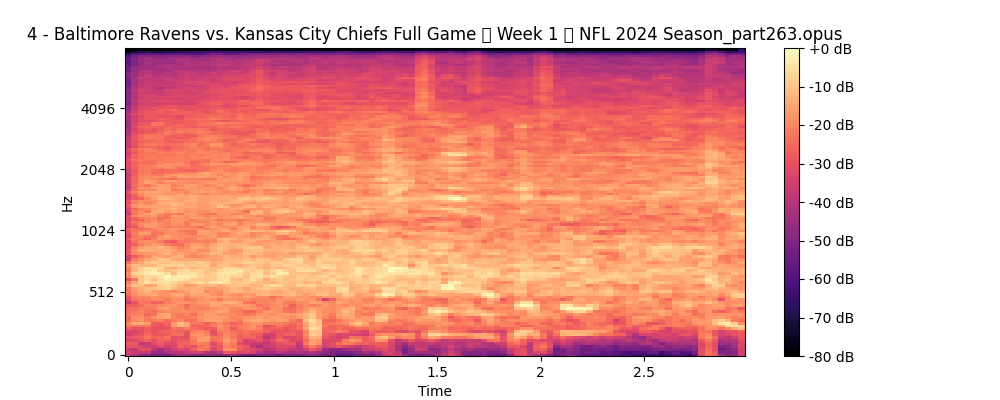 4 - Baltimore Ravens vs. Kansas City Chiefs Full Game ▯ Week 1 ▯ NFL 2024 Season_part263.opus
+0 dB
-10 dB
-20 dB
-30 dB
-40 dB
-50 dB
-60 dB
-70 dB
-80 dB
4096
2048
1024
512
0
Hz
0 0.5 1 1.5 2 2.5
Time